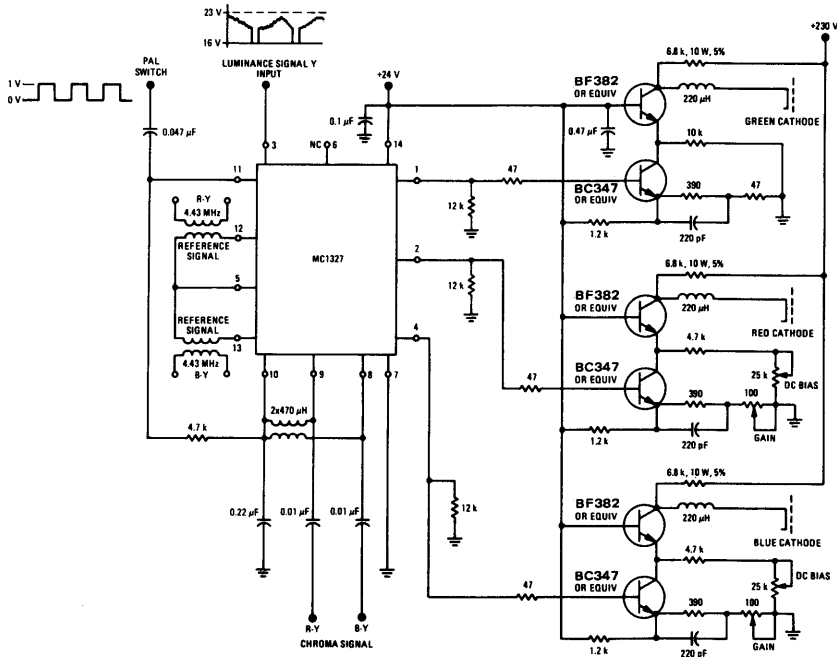 23 V
16 V
LUMINANCE SIGNAL Y
INPUT
1 V
0 V
PAL
SWITCH
0.047 µF
+24 V
0.1 µF
+230 V
6.8 k, 10 W, 5%
BF382
OR EQUIV
220 µH
GREEN CATHODE
0.47 µF
10 k
BC347
OR EQUIV
390
47
1.2 k
220 pF
3
NC
6
14
11
1
47
12 k
R-Y
4.43 MHz
12
REFERENCE
SIGNAL
MC1327
2
12 k
5
REFERENCE
SIGNAL
13
4
4.43 MHz
B-Y
10
9
8
7
6.8 k, 10 W, 5%
BF382
OR EQUIV
220 µH
RED CATHODE
4.7 k
25 k
DC BIAS
47
BC347
OR EQUIV
390
100
1.2 k
220 pF
GAIN
2x470 µH
4.7 k
0.22 µF
0.01 µF
0.01 µF
12 k
6.8 k, 10 W, 5%
BF382
OR EQUIV
220 µH
BLUE CATHODE
4.7 k
DC BIAS
25 k
47
BC347
OR EQUIV
390
100
1.2 k
220 pF
GAIN
R-Y
B-Y
CHROMA SIGNAL